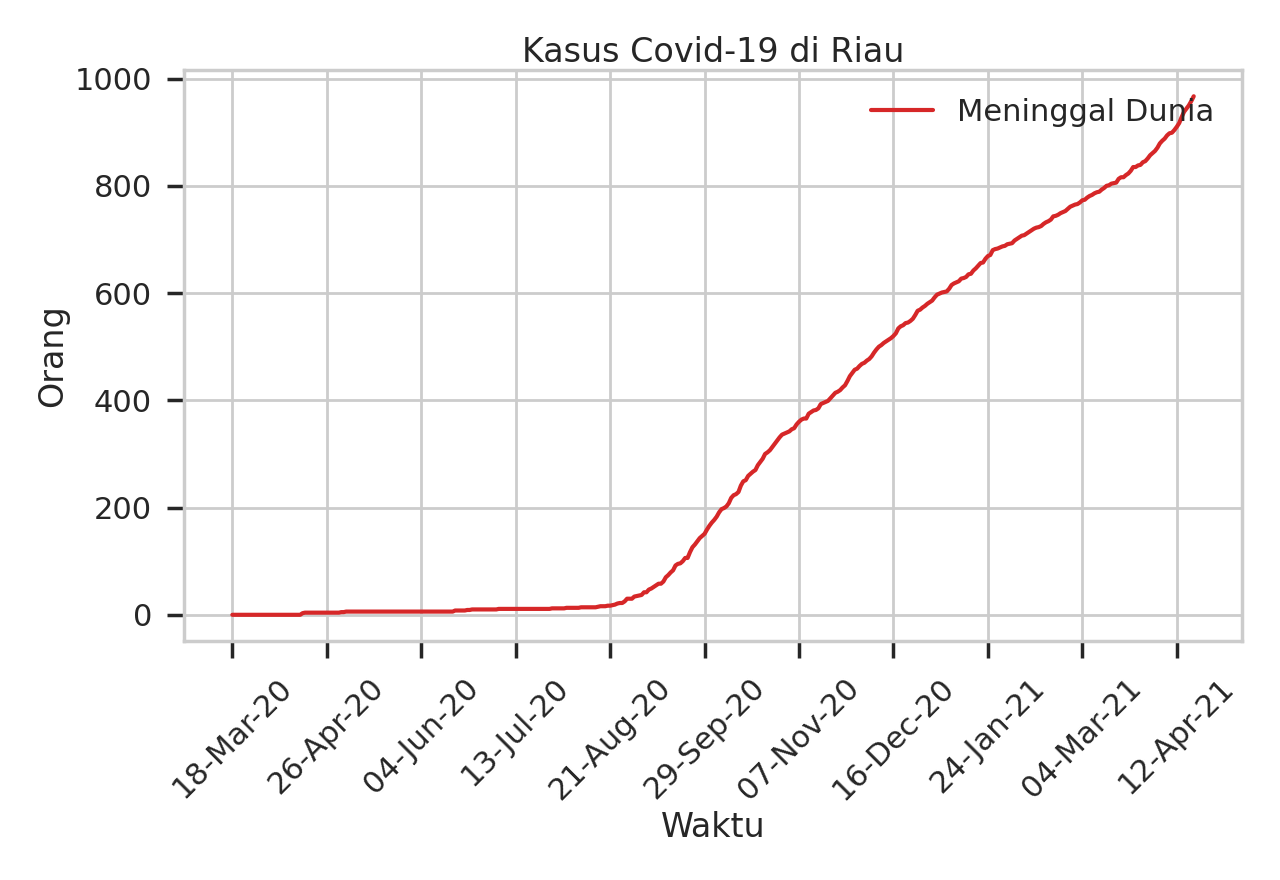 Kasus Covid-19 di Riau
Meninggal Dunia
Orang
1000
800
600
400
200
0
18-Mar-20
26-Apr-20
04-Jun-20
13-Jul-20
21-Aug-20
29-Sep-20
07-Nov-20
16-Dec-20
24-Jan-21
04-Mar-21
12-Apr-21
Waktu